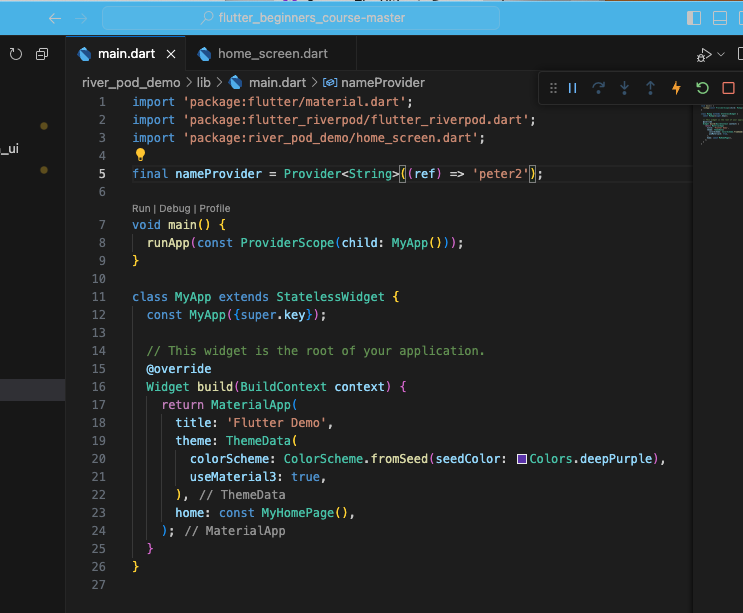 flutter_beginners_course-master
main.dart
home_screen.dart
river_pod_demo > lib > main.dart > nameProvider
_ui
1 import 'package:flutter/material.dart';
2 import 'package:flutter_riverpod/flutter_riverpod.dart';
3 import 'package:river_pod_demo/home_screen.dart';
4
5 final nameProvider = Provider<String>((ref) => 'peter2');
6
Run | Debug | Profile
7 void main() {
8 runApp(const ProviderScope(child: MyApp()));
9 }
10
11 class MyApp extends StatelessWidget {
12 const MyApp({super.key});
13
14 // This widget is the root of your application.
15 @override
16 Widget build(BuildContext context) {
17 return MaterialApp(
18 title: 'Flutter Demo',
19 theme: ThemeData(
20 colorScheme: ColorScheme.fromSeed(seedColor: Colors.deepPurple),
21 useMaterial3: true,
22 ), // ThemeData
23 home: const MyHomePage(),
24 ); // MaterialApp
25 }
26 }
27